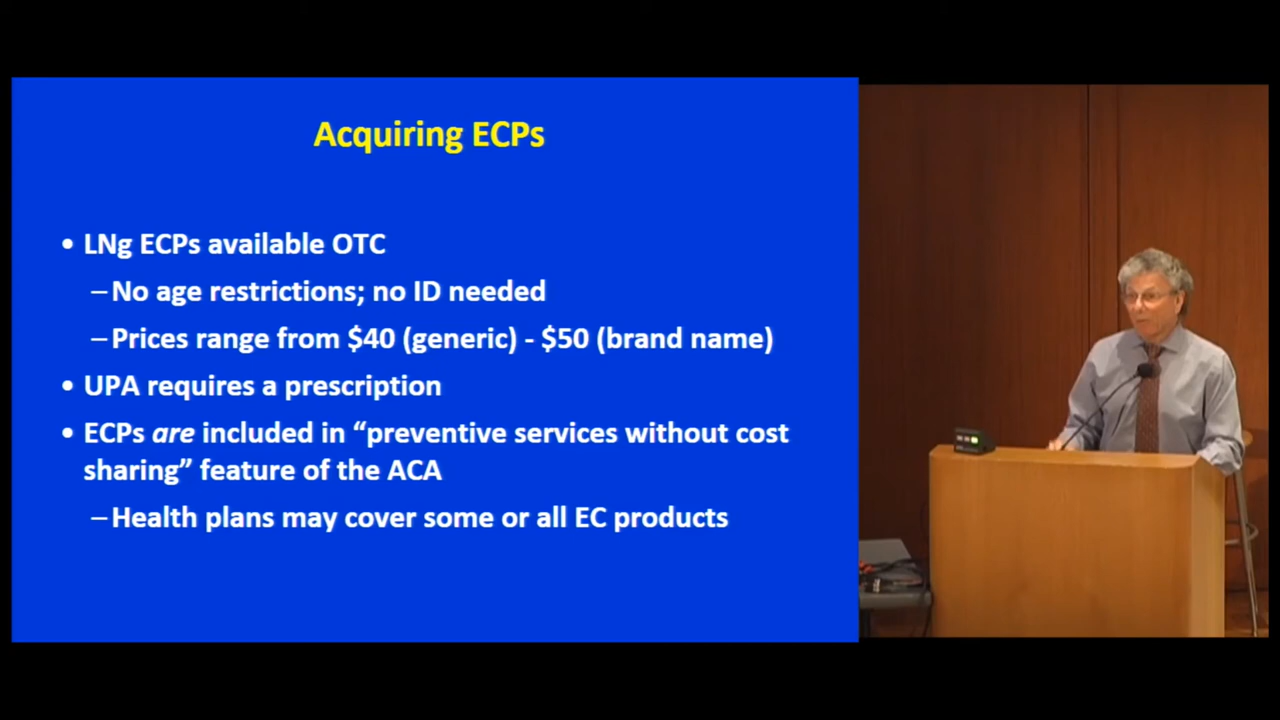 Acquiring ECPs
• LNg ECPs available OTC
– No age restrictions; no ID needed
– Prices range from $40 (generic) - $50 (brand name)
• UPA requires a prescription
• ECPs are included in “preventive services without cost
sharing” feature of the ACA
– Health plans may cover some or all EC products